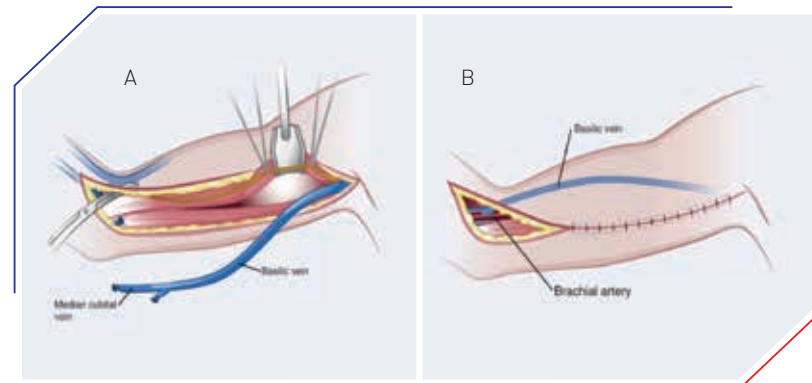 A
Basilic vein
Median cubital
vein
B
Basilic vein
Brachial artery